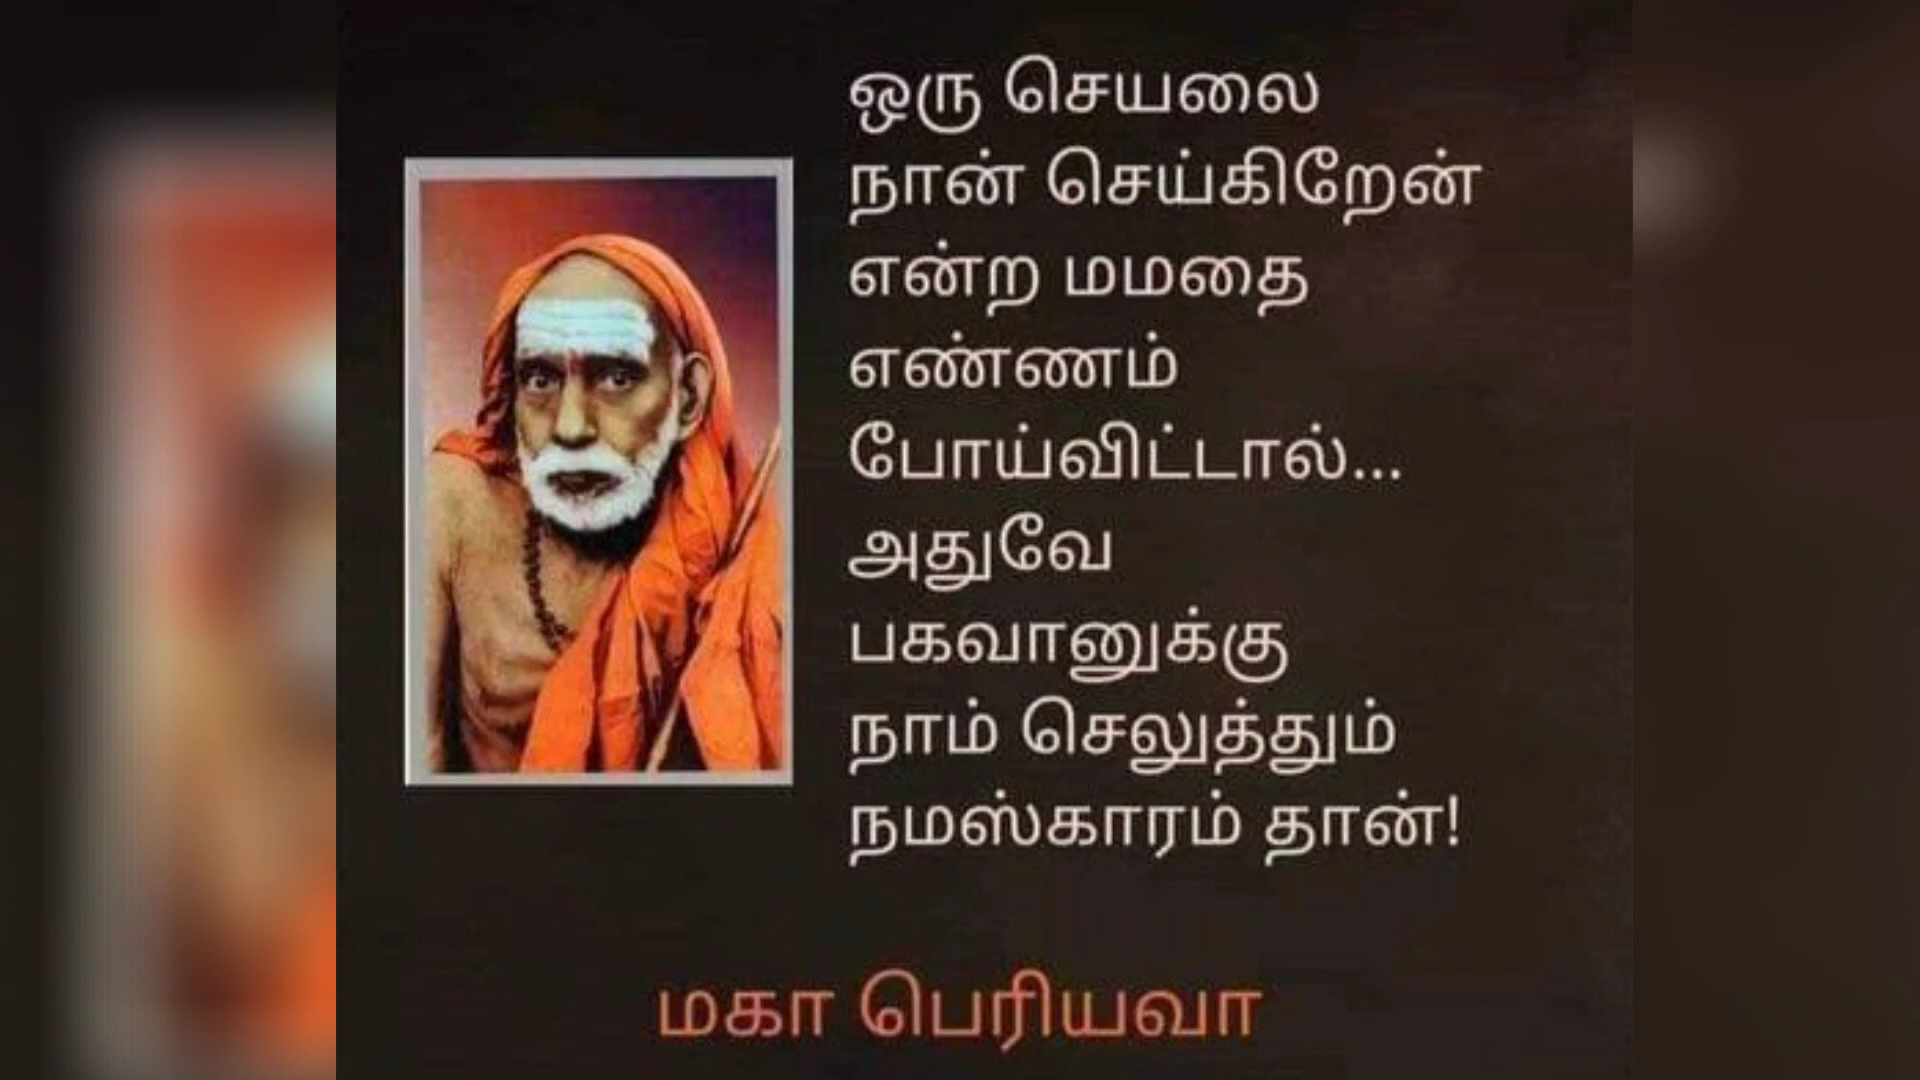 ஒரு செயலை
நான் செய்கிறேன்
என்ற மமதை
எண்ணம்
போய்விட்டால்...
அதுவே
பகவானுக்கு
நாம் செலுத்தும்
நமஸ்காரம் தான்!
மகா பெரியவா